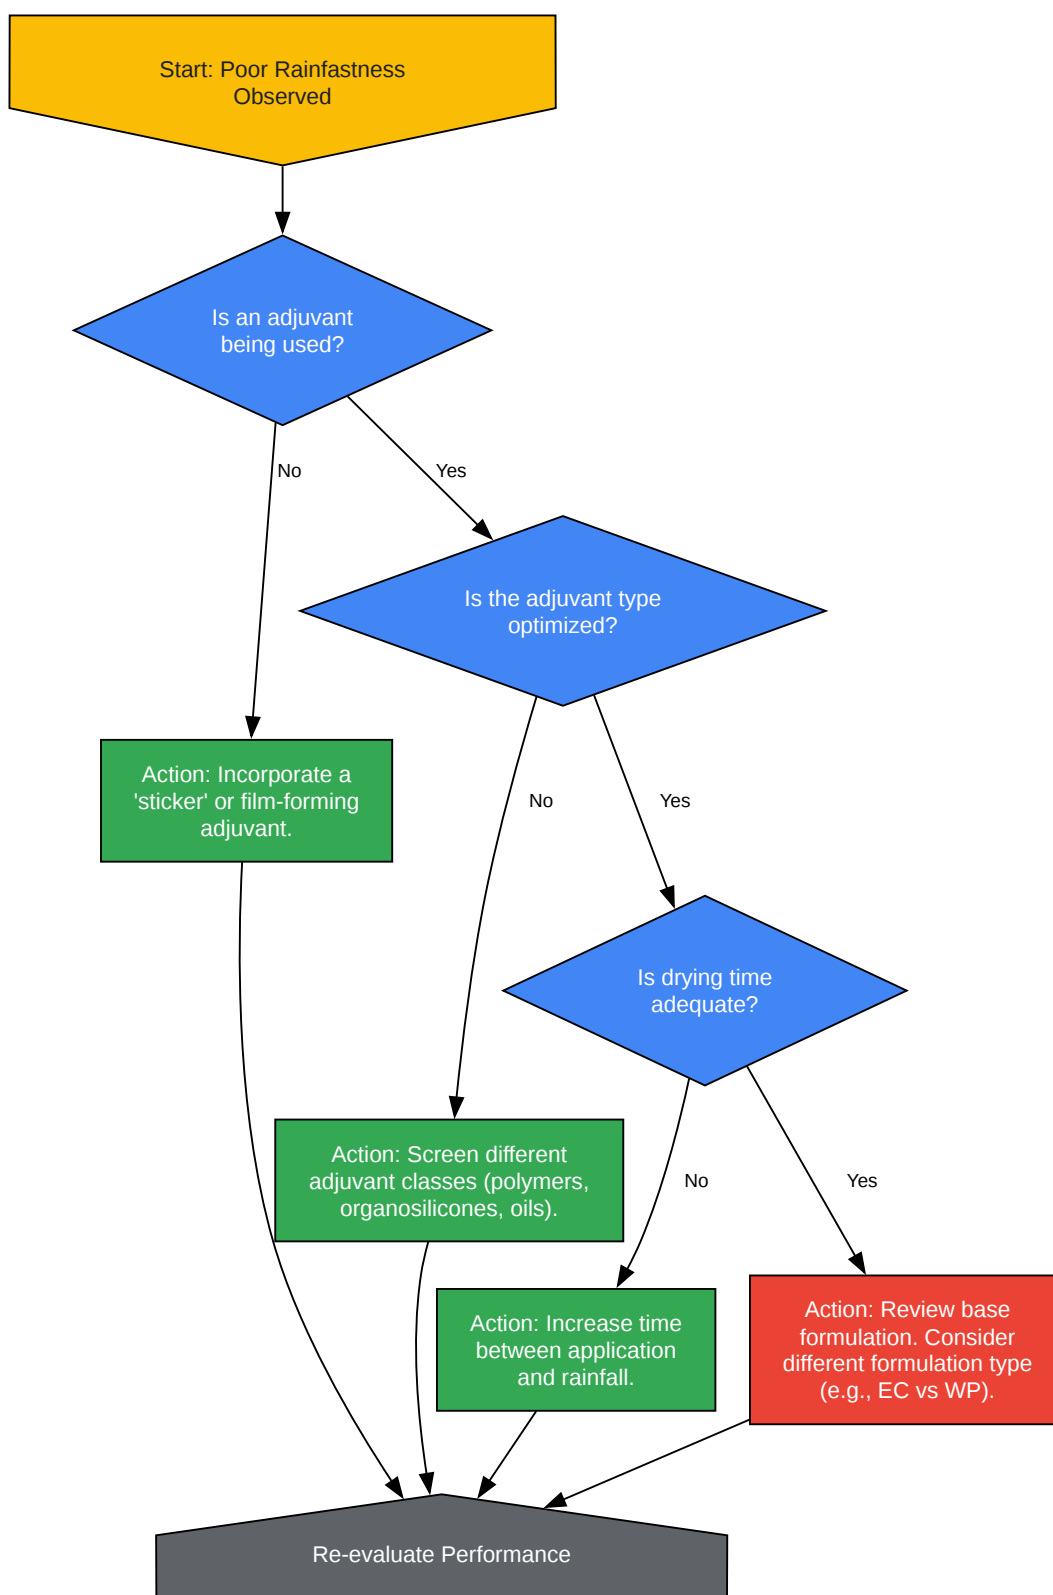 Start: Poor Rainfastness
Observed
Is an adjuvant
being used?
No
Yes
Is the adjuvant type
optimized?
Action: Incorporate a
'sticker' or film-forming
adjuvant.
No
Yes
Is drying time
adequate?
Action: Screen different
adjuvant classes (polymers,
organosilicones, oils).
No
Yes
Action: Increase time
between application
and rainfall.
Action: Review base
formulation. Consider
different formulation type
(e.g., EC vs WP).
Re-evaluate Performance